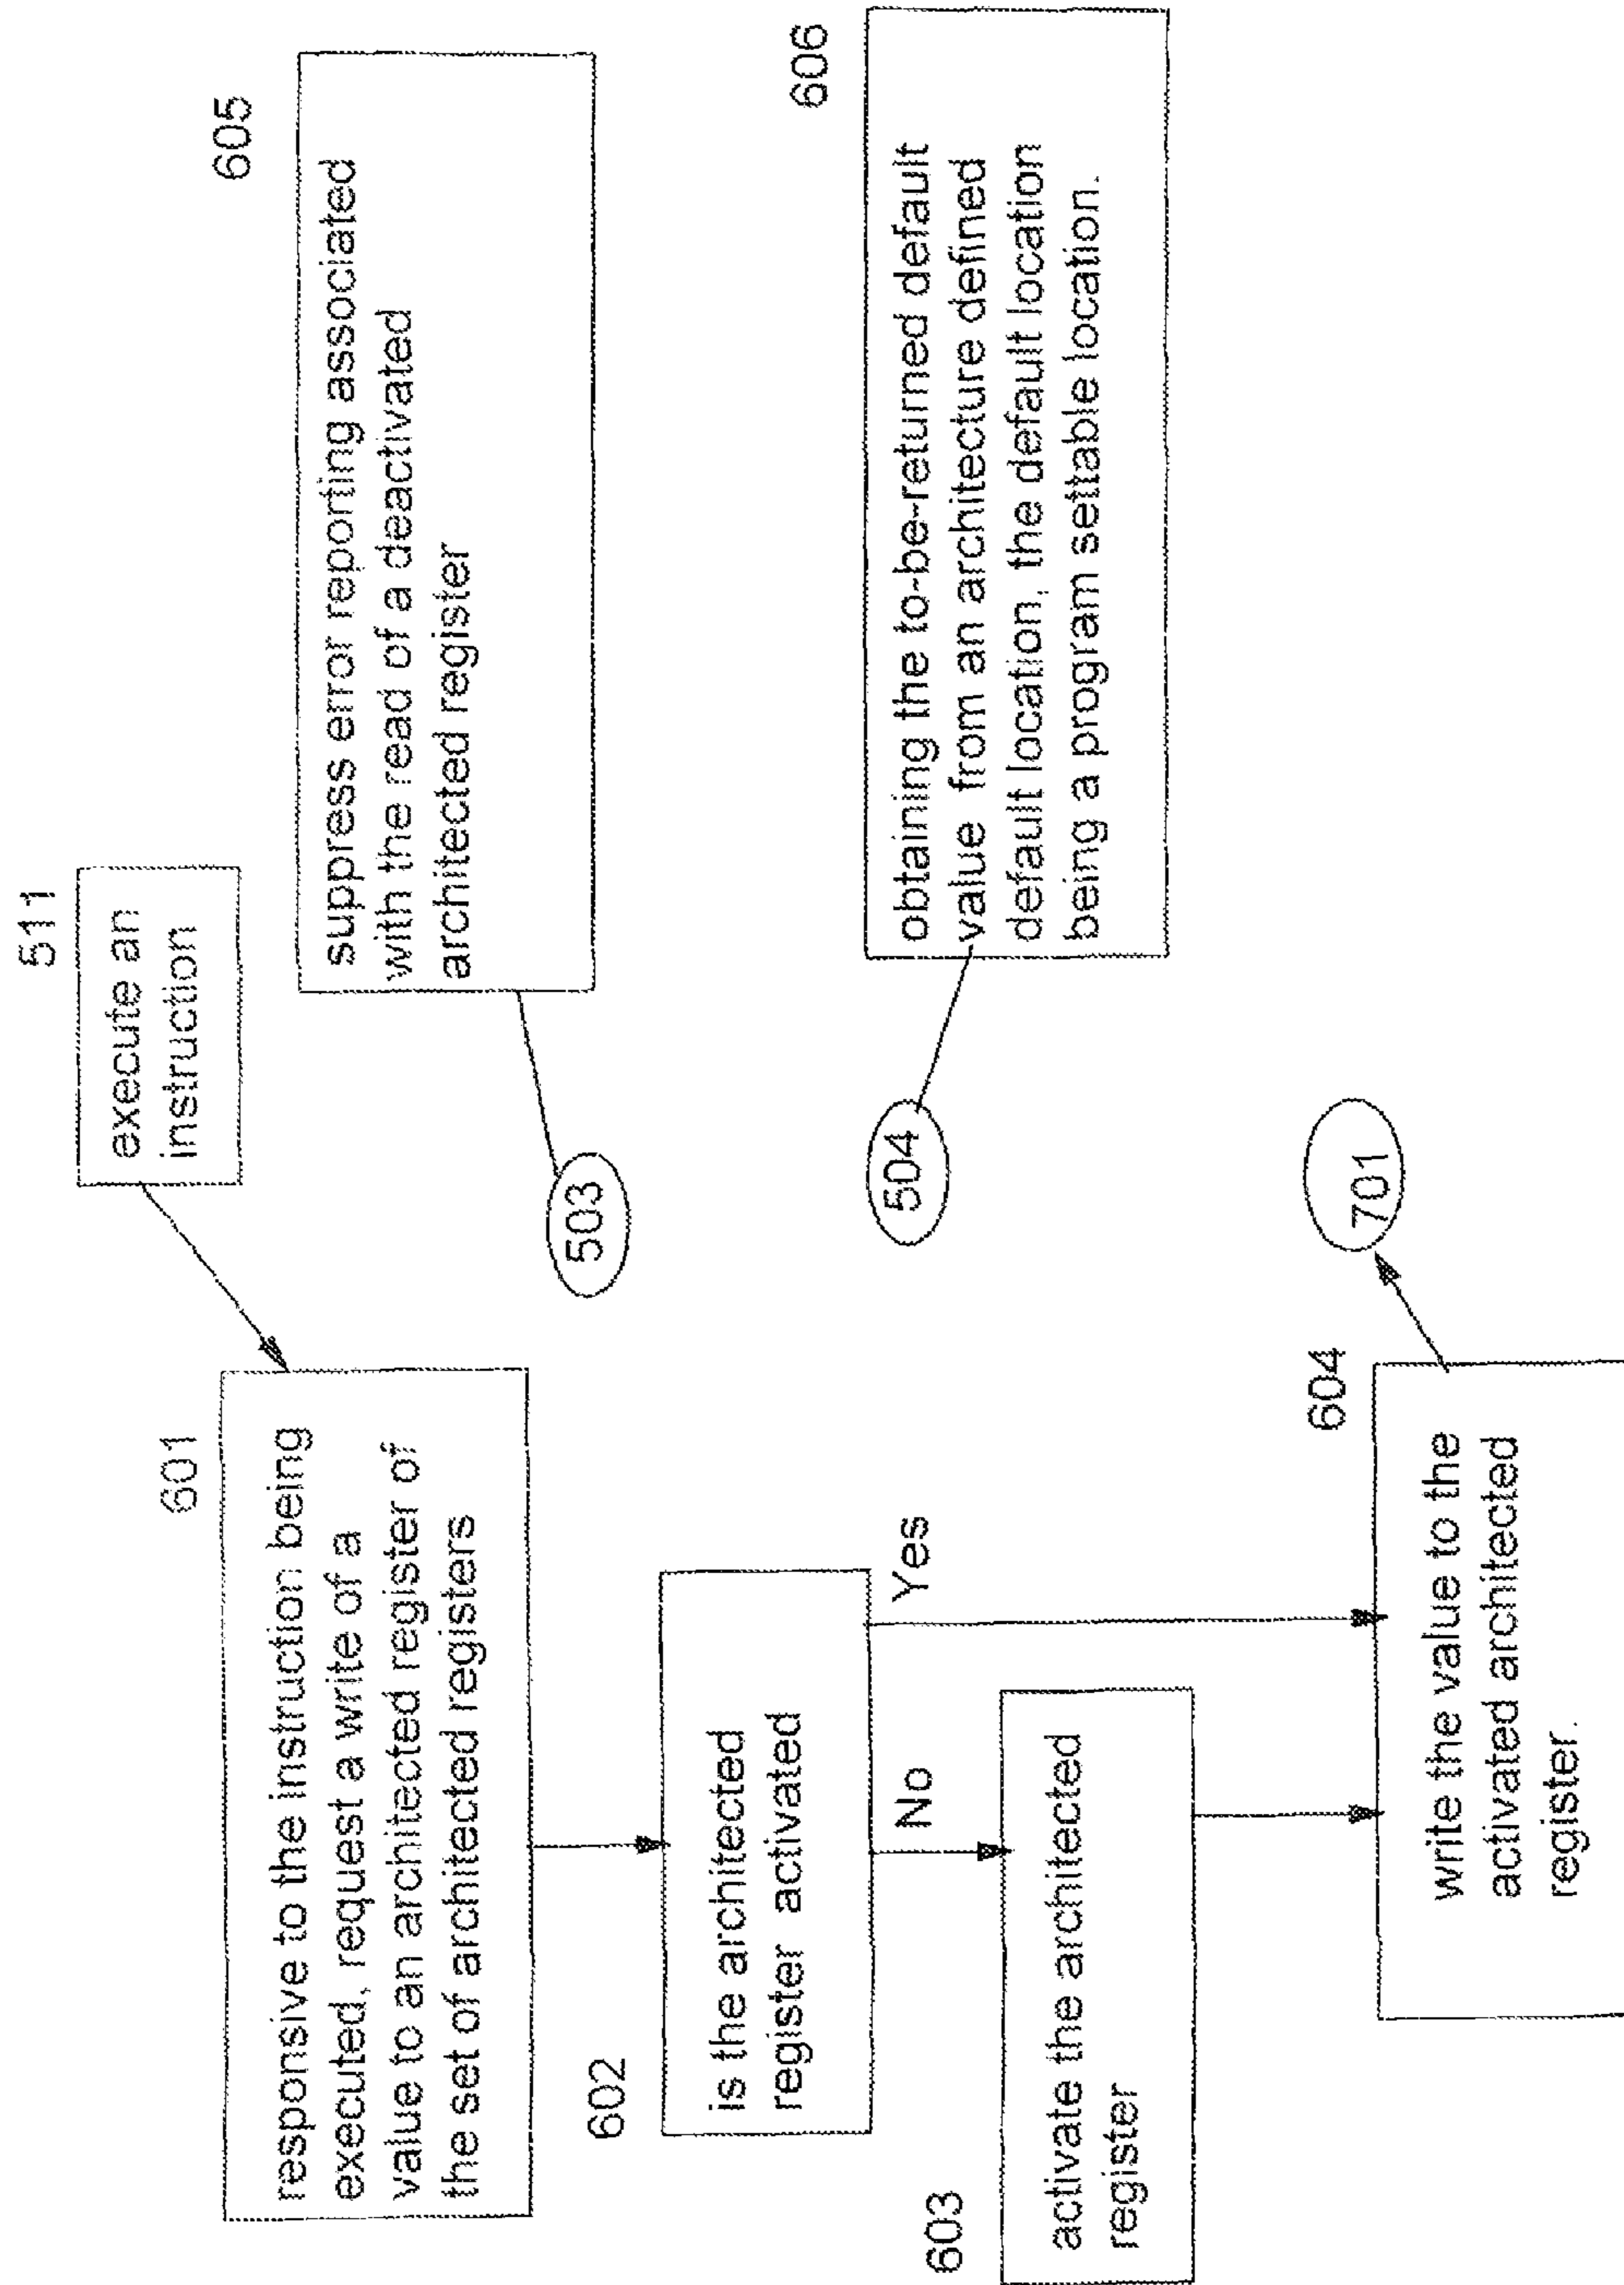 511
execute an
instruction
601
responsive to the instruction being
executed, request a write of a
value to an architected register of
the set of architected registers
602
is the architected
register activated
No
Yes
603
activate the architected
register
604
write the value to the
activated architected
register.
701
605
suppress error reporting associated
with the read of a deactivated
architected register
503
606
obtaining the to-be-returned default
value from an architecture defined
default location, the default location
being a program settable location.
504